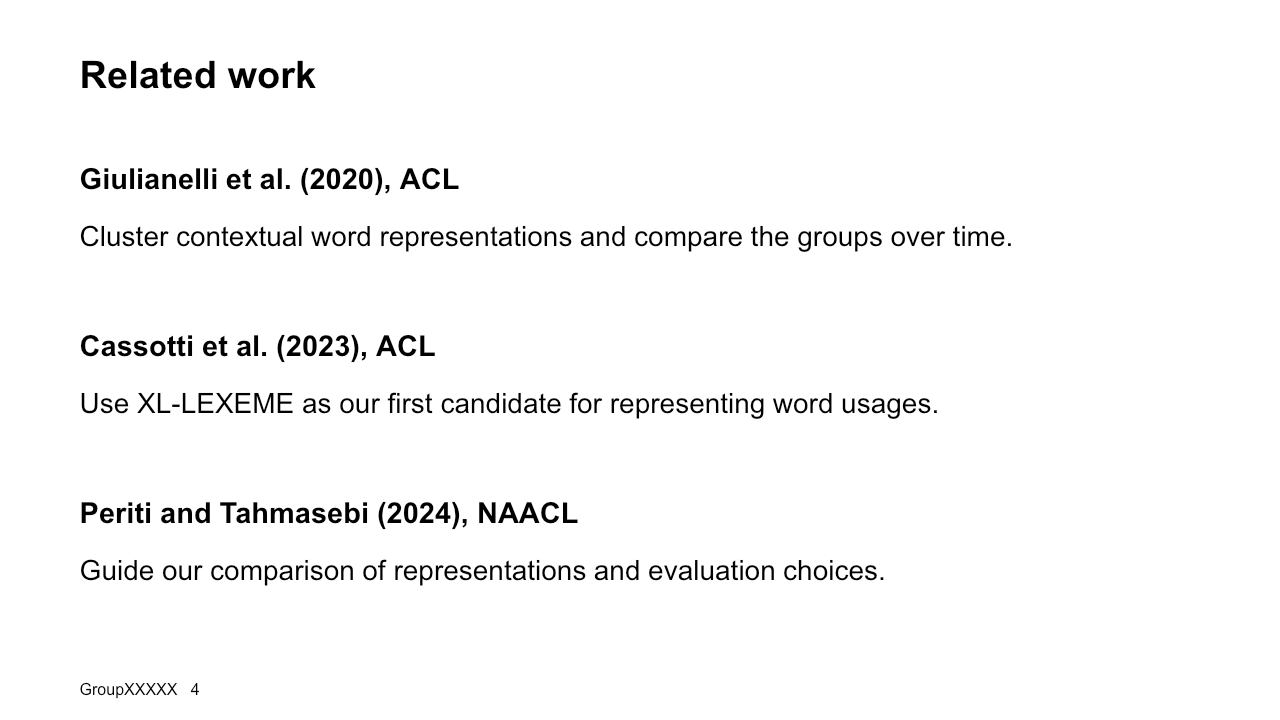 Related work
Giulianelli et al. (2020), ACL
Cluster contextual word representations and compare the groups over time.
Cassotti et al. (2023), ACL
Use XL-LEXEME as our first candidate for representing word usages.
Periti and Tahmasebi (2024), NAACL
Guide our comparison of representations and evaluation choices.
GroupXXXXX 4